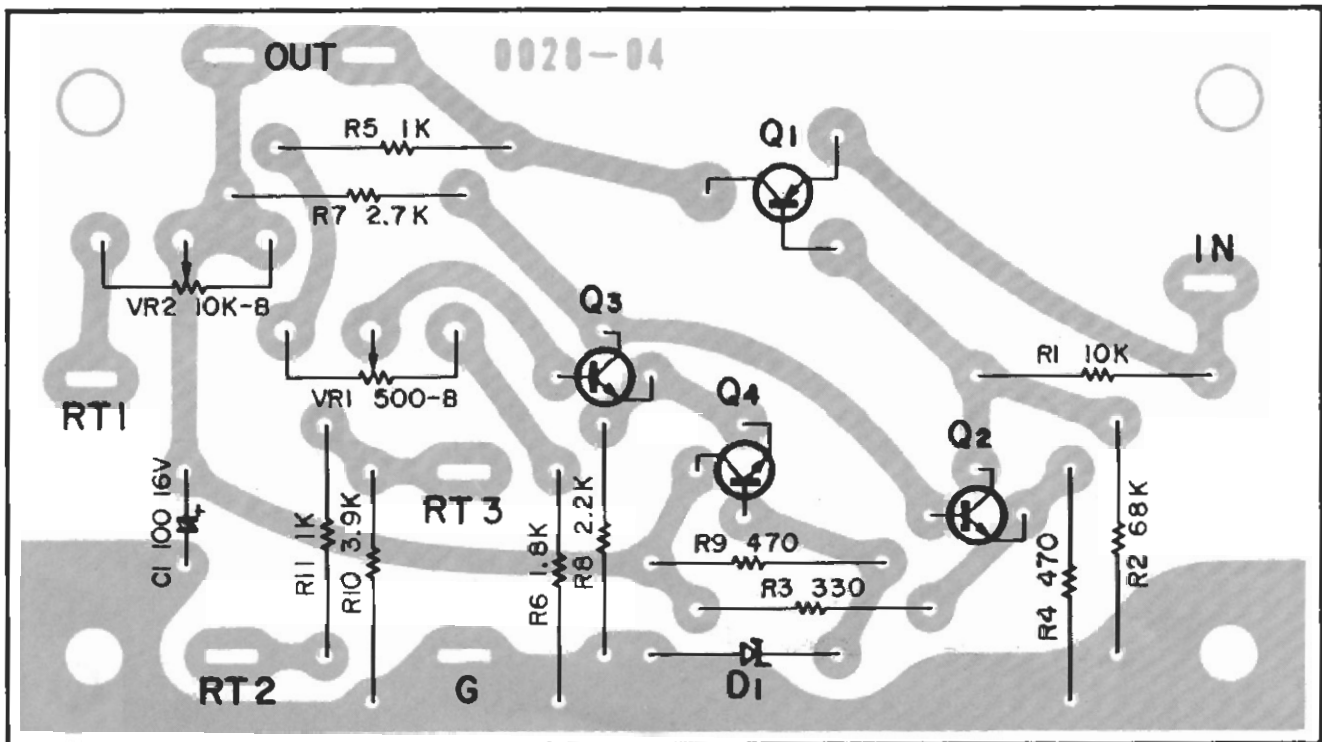 OUT
0028-04
R5 1K
Q1
R7 2.7K
IN
VR2 10K-B
Q3
R1 10K
VR1 500-B
RT1
Q4
Q2
RT3
C1 100 16V
+
R11 1K
R10 3.9K
R6 1.8K
R8 2.2K
R9 470
R3 330
R4 470
R2 68K
RT2
G
D1